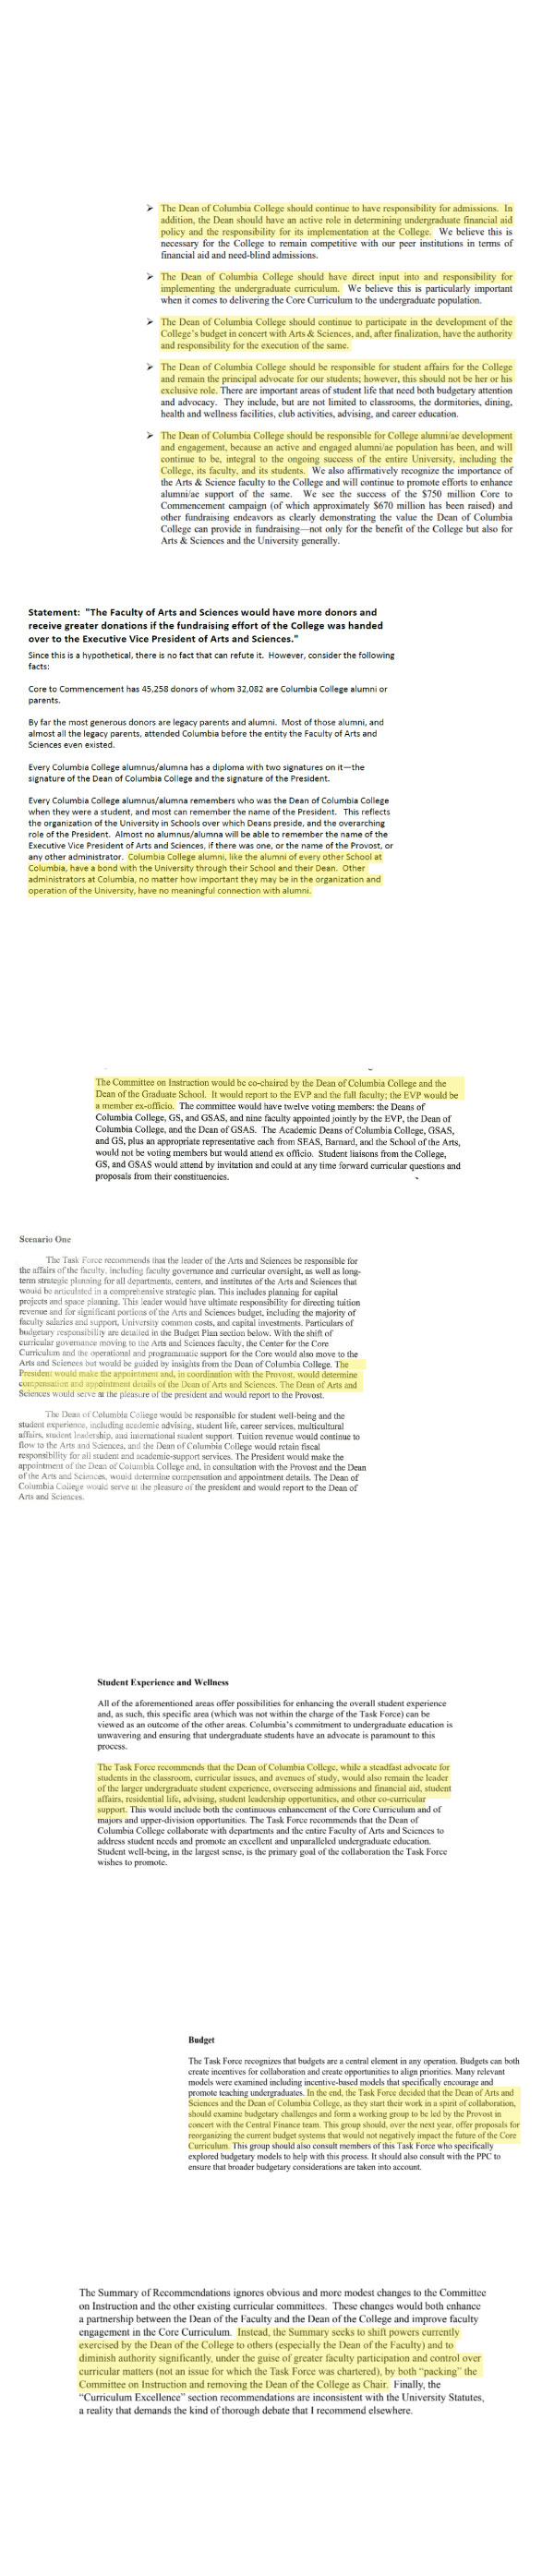 ➢ The Dean of Columbia College should continue to have responsibility for admissions. In
addition, the Dean should have an active role in determining undergraduate financial aid
policy and the responsibility for its implementation at the College. We believe this is
necessary for the College to remain competitive with our peer institutions in terms of
financial aid and need-blind admissions.
➢ The Dean of Columbia College should have direct input into and responsibility for
implementing the undergraduate curriculum. We believe this is particularly important
when it comes to delivering the Core Curriculum to the undergraduate population.
➢ The Dean of Columbia College should continue to participate in the development of the
College's budget in concert with Arts & Sciences, and, after finalization, have the authority
and responsibility for the execution of the same.
➢ The Dean of Columbia College should be responsible for student affairs for the College
and remain the principal advocate for our students; however, this should not be her or his
exclusive role. There are important areas of student life that need both budgetary attention
and advocacy. They include, but are not limited to classrooms, the dormitories, dining,
health and wellness facilities, club activities, advising, and career education.
➢ The Dean of Columbia College should be responsible for College alumni/ae development
and engagement, because an active and engaged alumni/ae population has been, and will
continue to be, integral to the ongoing success of the entire University, including the
College, its faculty, and its students. We also affirmatively recognize the importance of
the Arts & Science faculty to the College and will continue to promote efforts to enhance
alumni/ae support of the same. We see the success of the $750 million Core to
Commencement campaign (of which approximately $670 million has been raised) and
other fundraising endeavors as clearly demonstrating the value the Dean of Columbia
College can provide in fundraising—not only for the benefit of the College but also for
Arts & Sciences and the University generally.
Statement: "The Faculty of Arts and Sciences would have more donors and
receive greater donations if the fundraising effort of the College was handed
over to the Executive Vice President of Arts and Sciences."
Since this is a hypothetical, there is no fact that can refute it. However, consider the following
facts:
Core to Commencement has 45,258 donors of whom 32,082 are Columbia College alumni or
parents.
By far the most generous donors are legacy parents and alumni. Most of those alumni, and
almost all the legacy parents, attended Columbia before the entity the Faculty of Arts and
Sciences even existed.
Every Columbia College alumnus/alumna has a diploma with two signatures on it—the
signature of the Dean of Columbia College and the signature of the President.
Every Columbia College alumnus/alumna remembers who was the Dean of Columbia College
when they were a student, and most can remember the name of the President. This reflects
the organization of the University in Schools over which Deans preside, and the overarching
role of the President. Almost no alumnus/alumna will be able to remember the name of the
Executive Vice President of Arts and Sciences, if there was one, or the name of the Provost, or
any other administrator. Columbia College alumni, like the alumni of every other School at
Columbia, have a bond with the University through their School and their Dean. Other
administrators at Columbia, no matter how important they may be in the organization and
operation of the University, have no meaningful connection with alumni.
The Committee on Instruction would be co-chaired by the Dean of Columbia College and the
Dean of the Graduate School. It would report to the EVP and the full faculty; the EVP would be
a member ex-officio. The committee would have twelve voting members: the Deans of
Columbia College, GS, and GSAS, and nine faculty appointed jointly by the EVP, the Dean of
Columbia College, and the Dean of GSAS. The Academic Deans of Columbia College, GSAS,
and GS, plus an appropriate representative each from SEAS, Barnard, and the School of the Arts,
would not be voting members but would attend ex officio. Student liaisons from the College,
GS, and GSAS would attend by invitation and could at any time forward curricular questions and
proposals from their constituencies.
Scenario One
The Task Force recommends that the leader of the Arts and Sciences be responsible for
the affairs of the faculty, including faculty governance and curricular oversight, as well as long-
term strategic planning for all departments, centers, and institutes of the Arts and Sciences that
would be articulated in a comprehensive strategic plan. This includes planning for capital
projects and space planning. This leader would have ultimate responsibility for directing tuition
revenue and for significant portions of the Arts and Sciences budget, including the majority of
faculty salaries and support, University common costs, and capital investments. Particulars of
budgetary responsibility are detailed in the Budget Plan section below. With the shift of
curricular governance moving to the Arts and Sciences faculty, the Center for the Core
Curriculum and the operational and programmatic support for the Core would also move to the
Arts and Sciences but would be guided by insights from the Dean of Columbia College. The
President would make the appointment and, in coordination with the Provost, would determine
compensation and appointment details of the Dean of Arts and Sciences. The Dean of Arts and
Sciences would serve at the pleasure of the president and would report to the Provost.
The Dean of Columbia College would be responsible for student well-being and the
student experience, including academic advising, student life, career services, multicultural
affairs, student leadership, and international student support. Tuition revenue would continue to
flow to the Arts and Sciences, and the Dean of Columbia College would retain fiscal
responsibility for all student and academic-support services. The President would make the
appointment of the Dean of Columbia College and, in consultation with the Provost and the Dean
of the Arts and Sciences, would determine compensation and appointment details. The Dean of
Columbia College would serve at the pleasure of the president and would report to the Dean of
Arts and Sciences.
Student Experience and Wellness
All of the aforementioned areas offer possibilities for enhancing the overall student experience
and, as such, this specific area (which was not within the charge of the Task Force) can be
viewed as an outcome of the other areas. Columbia's commitment to undergraduate education is
unwavering and ensuring that undergraduate students have an advocate is paramount to this
process.
The Task Force recommends that the Dean of Columbia College, while a steadfast advocate for
students in the classroom, curricular issues, and avenues of study, would also remain the leader
of the larger undergraduate student experience, overseeing admissions and financial aid, student
affairs, residential life, advising, student leadership opportunities, and other co-curricular
support. This would include both the continuous enhancement of the Core Curriculum and of
majors and upper-division opportunities. The Task Force recommends that the Dean of
Columbia College collaborate with departments and the entire Faculty of Arts and Sciences to
address student needs and promote an excellent and unparalleled undergraduate education.
Student well-being, in the largest sense, is the primary goal of the collaboration the Task Force
wishes to promote.
Budget
The Task Force recognizes that budgets are a central element in any operation. Budgets can both
create incentives for collaboration and create opportunities to align priorities. Many relevant
models were examined including incentive-based models that specifically encourage and
promote teaching undergraduates. In the end, the Task Force decided that the Dean of Arts and
Sciences and the Dean of Columbia College, as they start their work in a spirit of collaboration,
should examine budgetary challenges and form a working group to be led by the Provost in
concert with the Central Finance team. This group should, over the next year, offer proposals for
reorganizing the current budget systems that would not negatively impact the future of the Core
Curriculum. This group should also consult members of this Task Force who specifically
explored budgetary models to help with this process. It should also consult with the PPC to
ensure that broader budgetary considerations are taken into account.
The Summary of Recommendations ignores obvious and more modest changes to the Committee
on Instruction and the other existing curricular committees. These changes would both enhance
a partnership between the Dean of the Faculty and the Dean of the College and improve faculty
engagement in the Core Curriculum. Instead, the Summary seeks to shift powers currently
exercised by the Dean of the College to others (especially the Dean of the Faculty) and to
diminish authority significantly, under the guise of greater faculty participation and control over
curricular matters (not an issue for which the Task Force was chartered), by both "packing" the
Committee on Instruction and removing the Dean of the College as Chair. Finally, the
"Curriculum Excellence" section recommendations are inconsistent with the University Statutes,
a reality that demands the kind of thorough debate that I recommend elsewhere.